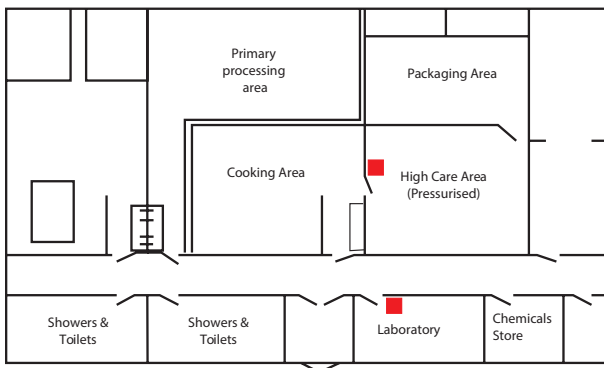 Primary
processing
area
Packaging Area
Cooking Area
High Care Area
(Pressurised)
Showers &
Toilets
Showers &
Toilets
Laboratory
Chemicals
Store